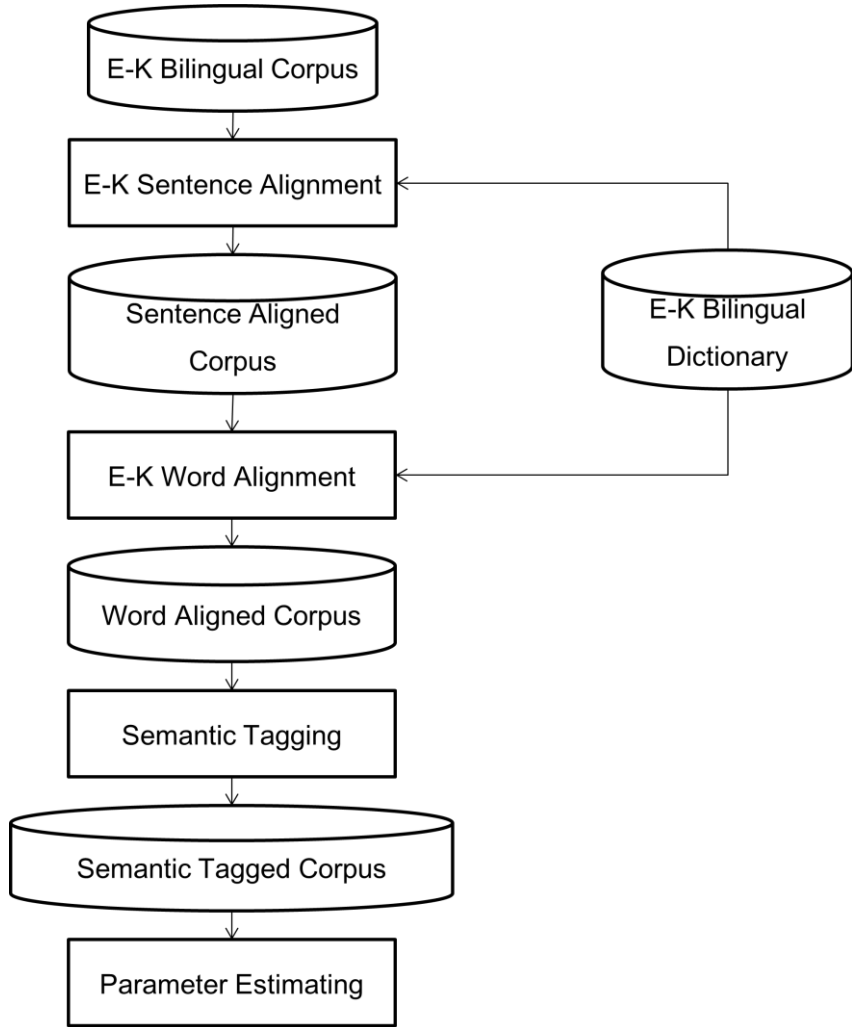 E-K Bilingual Corpus
E-K Sentence Alignment
Sentence Aligned
Corpus
E-K Bilingual
Dictionary
E-K Word Alignment
Word Aligned Corpus
Semantic Tagging
Semantic Tagged Corpus
Parameter Estimating